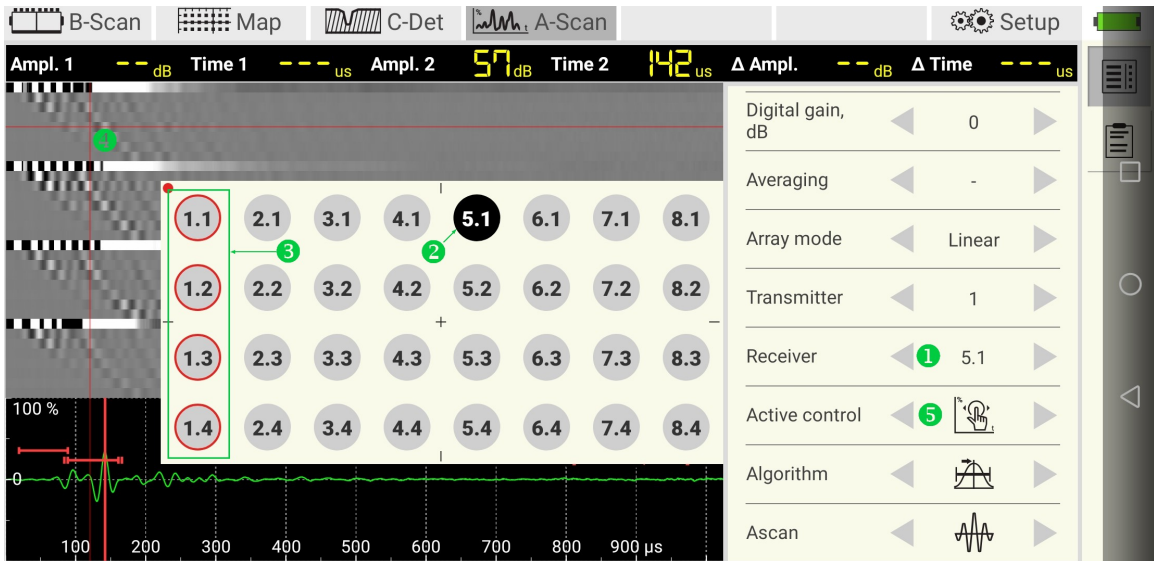 B-Scan Map C-Det A-Scan Setup
Ampl. 1 -- dB Time 1 --- us Ampl. 2 57 dB Time 2 142 us Δ Ampl. -- dB Δ Time --- us
4
1.1 2.1 3.1 4.1 5.1 6.1 7.1 8.1
3 2
1.2 2.2 3.2 4.2 5.2 6.2 7.2 8.2
1.3 2.3 3.3 4.3 5.3 6.3 7.3 8.3
1.4 2.4 3.4 4.4 5.4 6.4 7.4 8.4
100 %
0
100 200 300 400 500 600 700 800 900 µs
Digital gain, dB 0
Averaging -
Array mode Linear
Transmitter 1
Receiver 1 5.1
Active control 5
Algorithm
Ascan